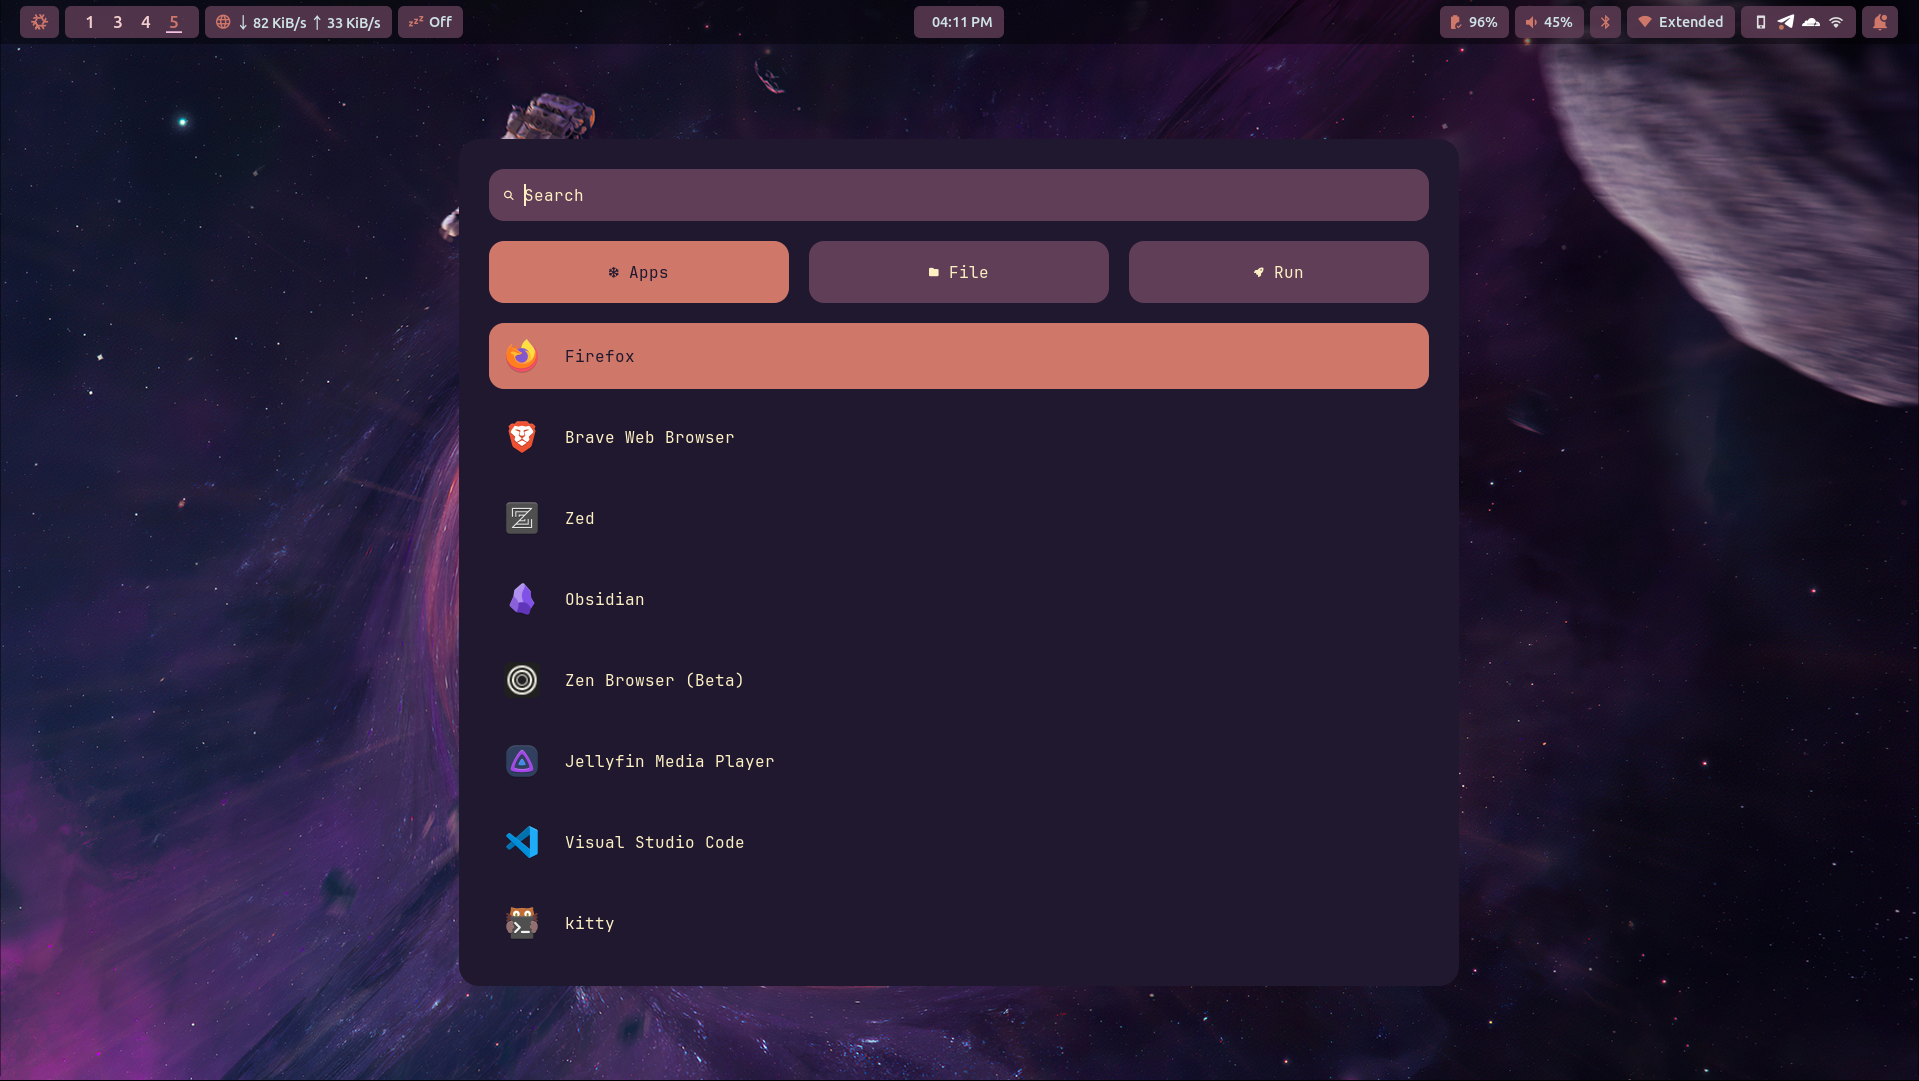 1 3 4 5
↓ 82 KiB/s ↑ 33 KiB/s
zzz Off
04:11 PM
96%
45%
Extended
Search
Apps
File
Run
Firefox
Brave Web Browser
Zed
Obsidian
Zen Browser (Beta)
Jellyfin Media Player
Visual Studio Code
kitty